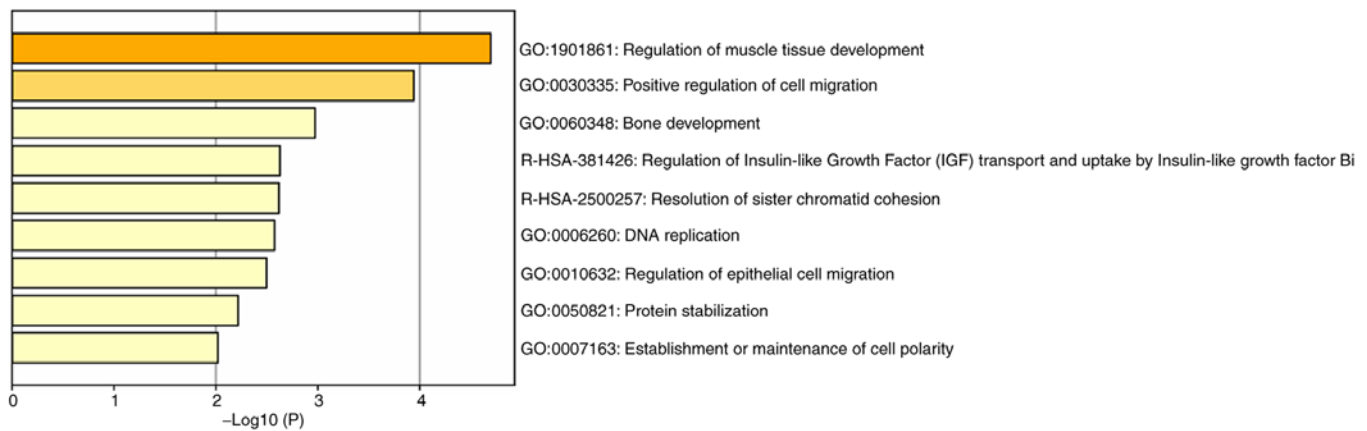 GO:1901861: Regulation of muscle tissue development
GO:0030335: Positive regulation of cell migration
GO:0060348: Bone development
R-HSA-381426: Regulation of Insulin-like Growth Factor (IGF) transport and uptake by Insulin-like growth factor Bi
R-HSA-2500257: Resolution of sister chromatid cohesion
GO:0006260: DNA replication
GO:0010632: Regulation of epithelial cell migration
GO:0050821: Protein stabilization
GO:0007163: Establishment or maintenance of cell polarity
0 1 2 3 4
–Log10 (P)